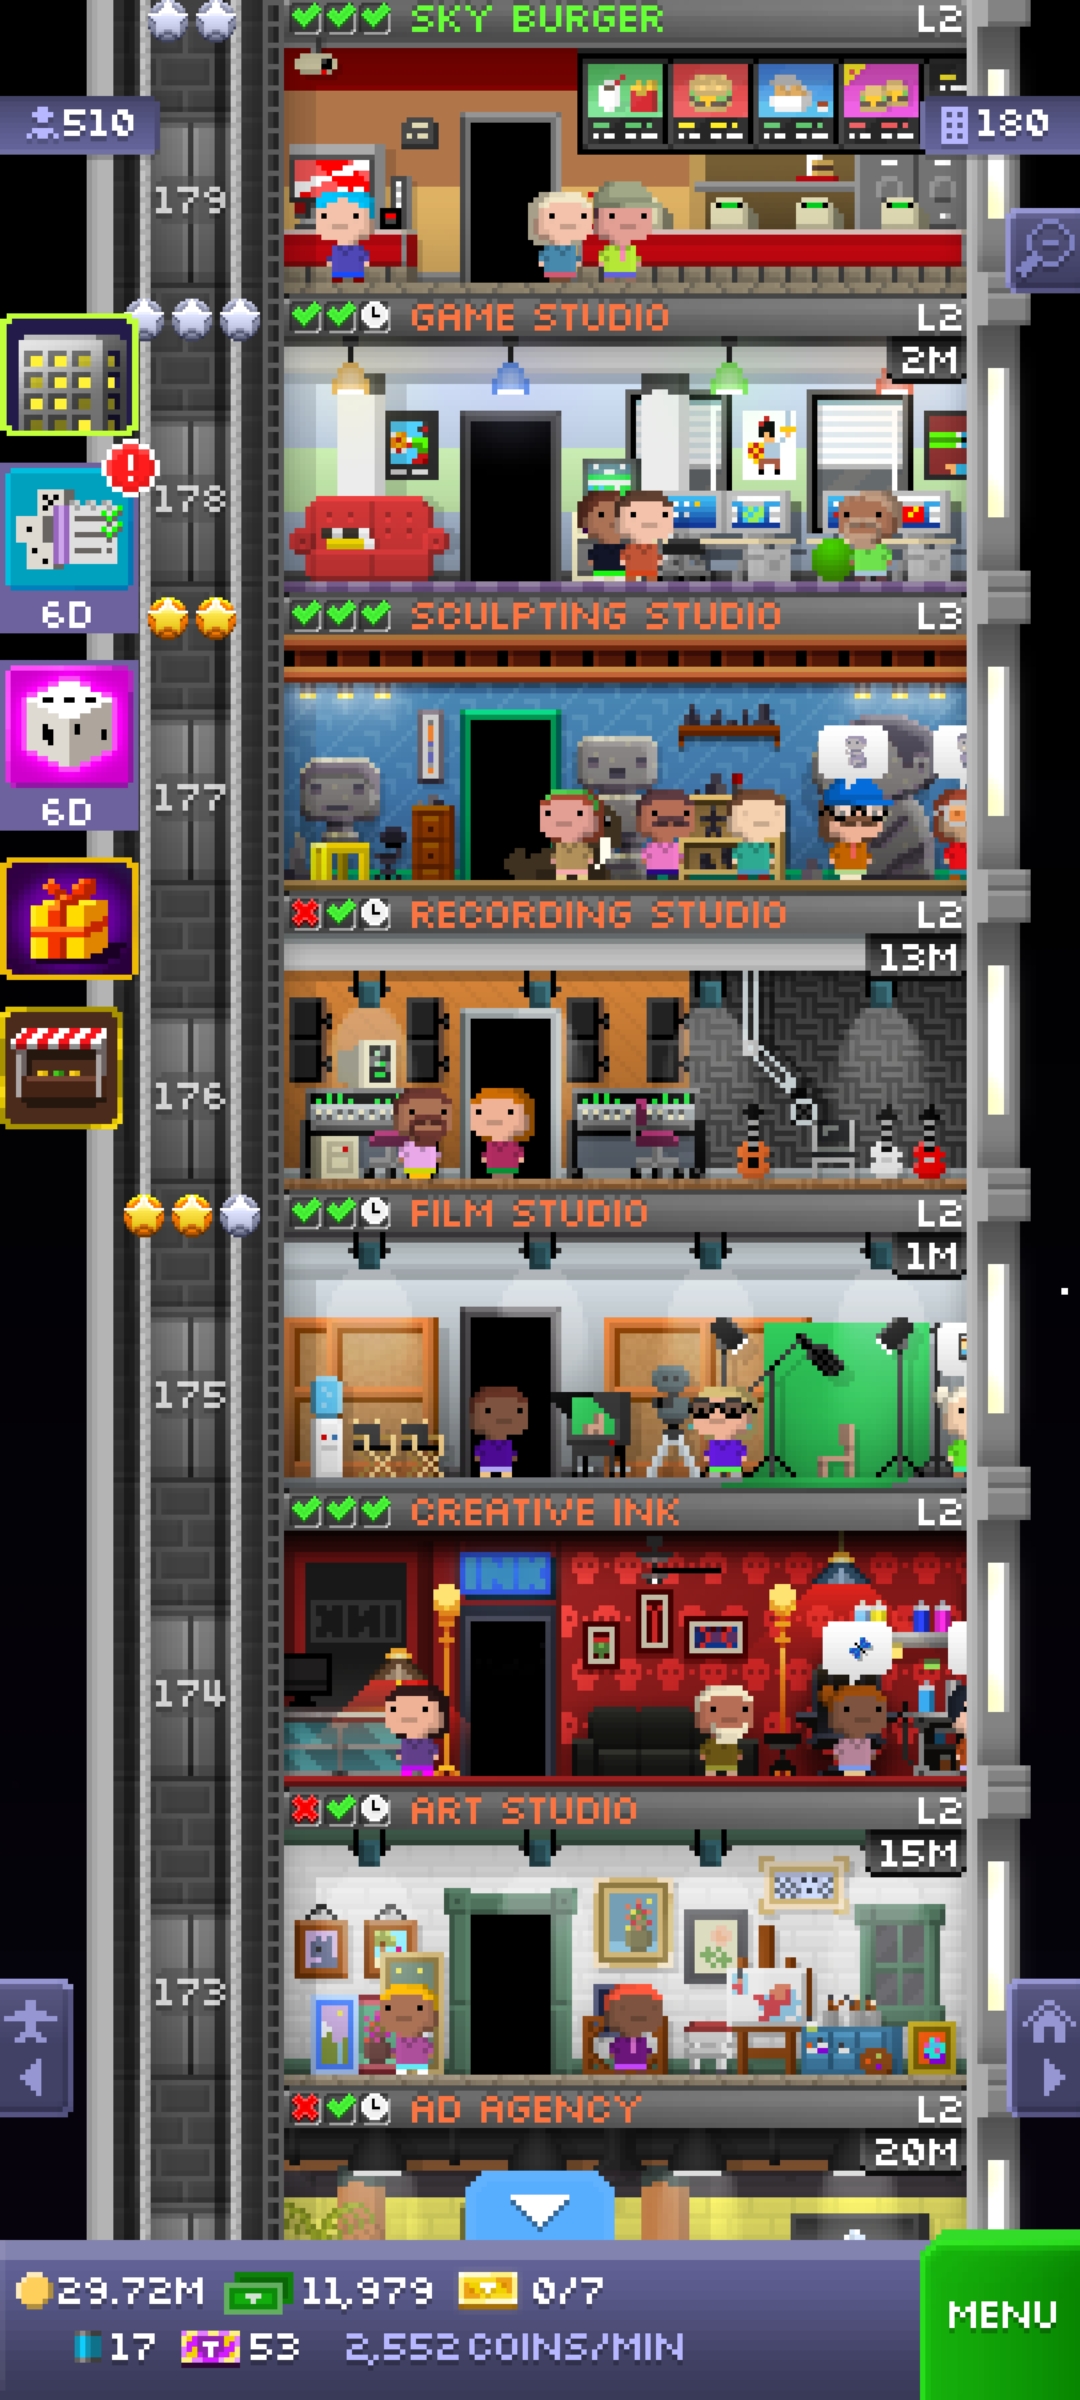 SKY BURGER L2
510
180
179
GAME STUDIO L2
2M
178
6D
SCULPTING STUDIO L3
177
6D
RECORDING STUDIO L2
13M
176
FILM STUDIO L2
1M
175
CREATIVE INK L2
INK
174
ART STUDIO L2
15M
173
AD AGENCY L2
20M
29.72M 11,979 0/7
MENU
17 53 2,552 COINS/MIN